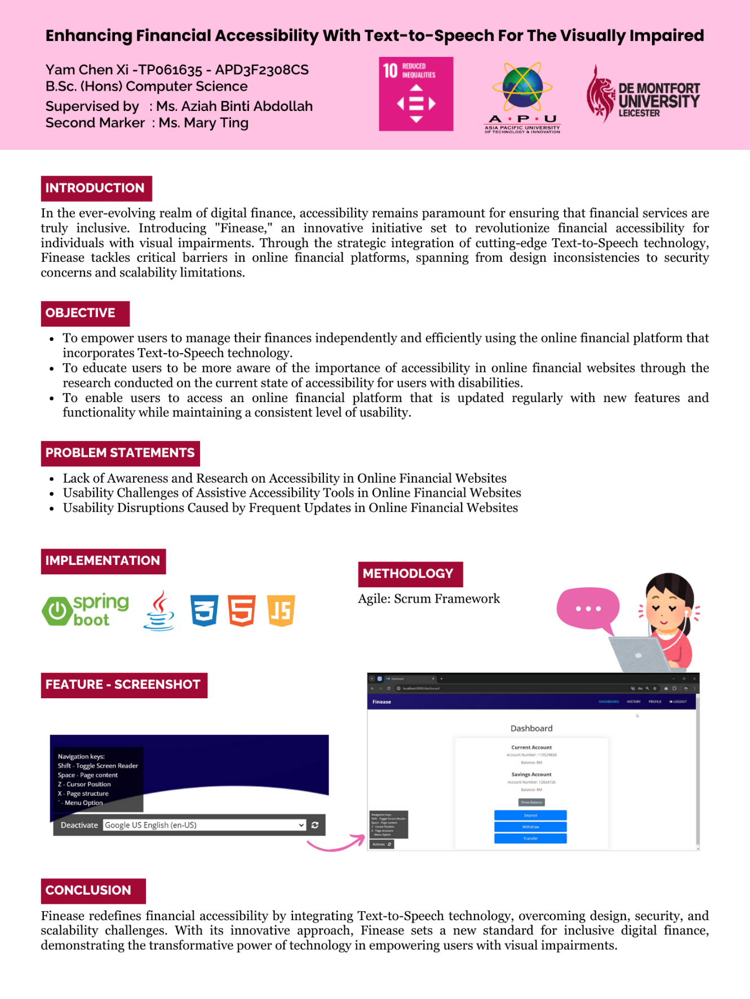 Enhancing Financial Accessibility With Text-to-Speech For The Visually Impaired
Yam Chen Xi -TP061635 - APD3F2308CS
B.Sc. (Hons) Computer Science
Supervised by : Ms. Aziah Binti Abdollah
Second Marker : Ms. Mary Ting
10 REDUCED
INEQUALITIES
A·P·U
ASIA PACIFIC UNIVERSITY
OF TECHNOLOGY & INNOVATION
DE MONTFORT
UNIVERSITY
LEICESTER
INTRODUCTION
In the ever-evolving realm of digital finance, accessibility remains paramount for ensuring that financial services are
truly inclusive. Introducing "Finease," an innovative initiative set to revolutionize financial accessibility for
individuals with visual impairments. Through the strategic integration of cutting-edge Text-to-Speech technology,
Finease tackles critical barriers in online financial platforms, spanning from design inconsistencies to security
concerns and scalability limitations.
OBJECTIVE
• To empower users to manage their finances independently and efficiently using the online financial platform that
incorporates Text-to-Speech technology.
• To educate users to be more aware of the importance of accessibility in online financial websites through the
research conducted on the current state of accessibility for users with disabilities.
• To enable users to access an online financial platform that is updated regularly with new features and
functionality while maintaining a consistent level of usability.
PROBLEM STATEMENTS
• Lack of Awareness and Research on Accessibility in Online Financial Websites
• Usability Challenges of Assistive Accessibility Tools in Online Financial Websites
• Usability Disruptions Caused by Frequent Updates in Online Financial Websites
IMPLEMENTATION
spring
boot
3
5
JS
METHODLOGY
Agile: Scrum Framework
FEATURE - SCREENSHOT
Navigation keys:
Shift - Toggle Screen Reader
Space - Page content
Z - Cursor Position
X - Page structure
` - Menu Option
Deactivate Google US English (en-US)
Dashboard
localhost:8080/dashboard
Finease DASHBOARD HISTORY PROFILE LOGOUT
Dashboard
Current Account
Account Number: 115529838
Balance: RM
Savings Account
Account Number: 12824726
Balance: RM
Show Balance
Deposit
Withdraw
Transfer
Navigation keys:
Shift - Toggle Screen Reader
Space - Page content
Z - Cursor Position
X - Page structure
` - Menu Option
Activate
CONCLUSION
Finease redefines financial accessibility by integrating Text-to-Speech technology, overcoming design, security, and
scalability challenges. With its innovative approach, Finease sets a new standard for inclusive digital finance,
demonstrating the transformative power of technology in empowering users with visual impairments.